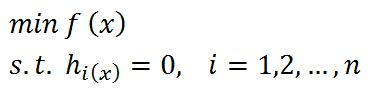 min f (x)
s. t. h_{i(x)} = 0, i = 1,2, … , n